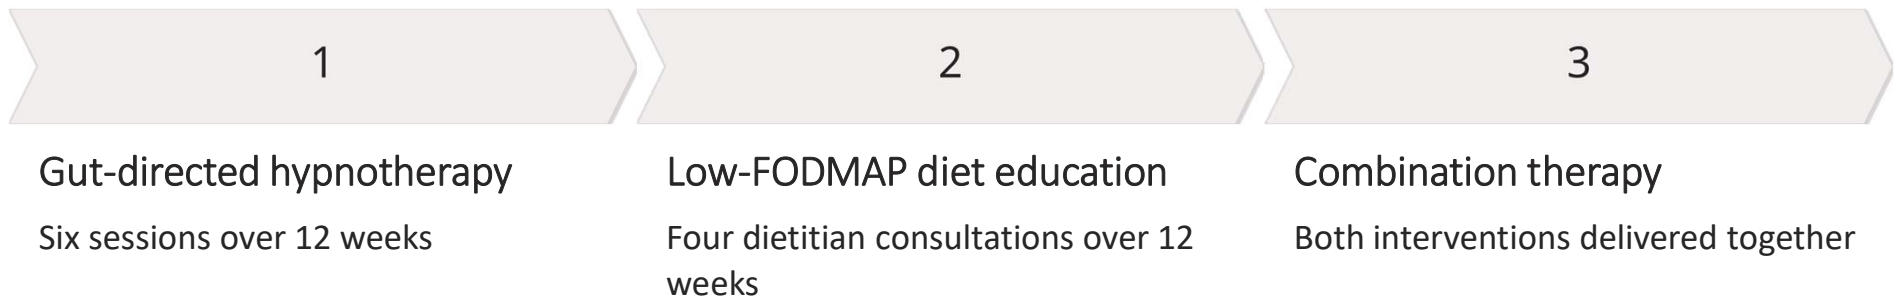 1
Gut-directed hypnotherapy
Six sessions over 12 weeks
2
Low-FODMAP diet education
Four dietitian consultations over 12
weeks
3
Combination therapy
Both interventions delivered together